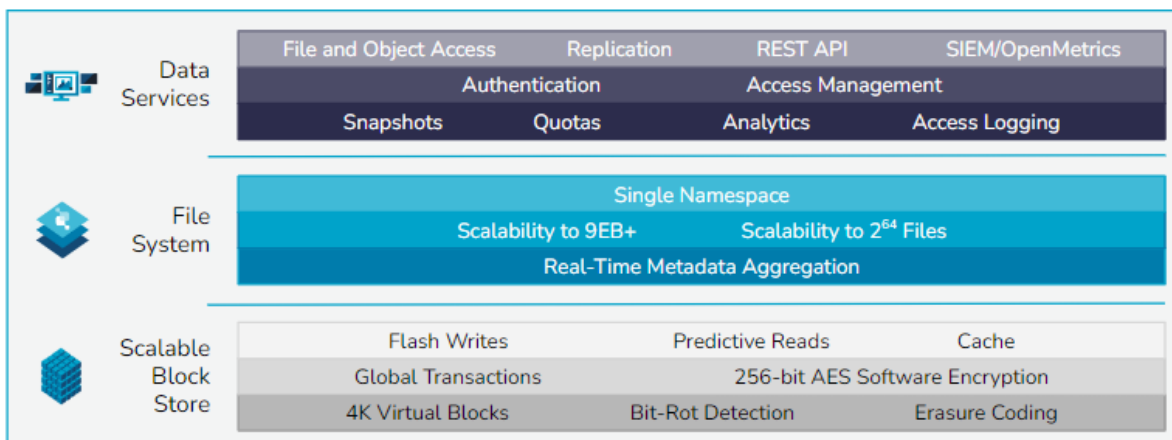 Data
Services
File and Object Access Replication REST API SIEM/OpenMetrics
Authentication Access Management
Snapshots Quotas Analytics Access Logging
File
System
Single Namespace
Scalability to 9EB+ Scalability to 2⁶⁴ Files
Real-Time Metadata Aggregation
Scalable
Block
Store
Flash Writes Predictive Reads Cache
Global Transactions 256-bit AES Software Encryption
4K Virtual Blocks Bit-Rot Detection Erasure Coding